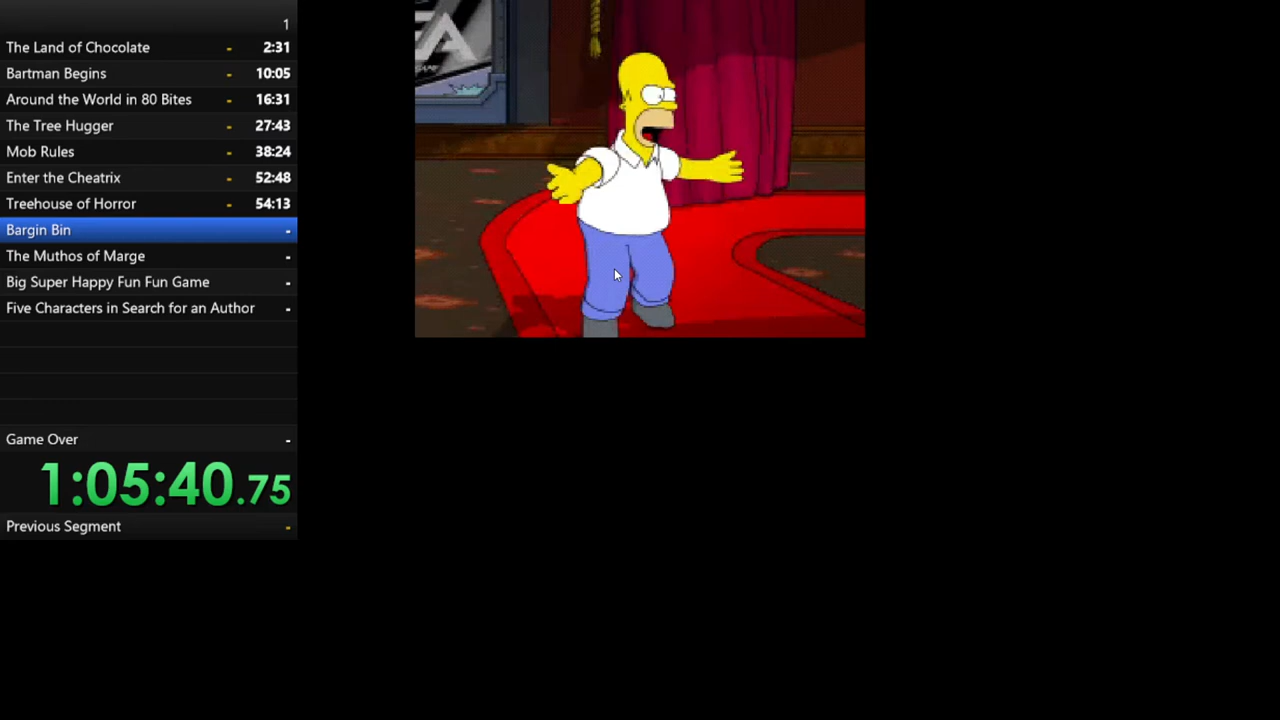 1
The Land of Chocolate - 2:31
Bartman Begins - 10:05
Around the World in 80 Bites - 16:31
The Tree Hugger - 27:43
Mob Rules - 38:24
Enter the Cheatrix - 52:48
Treehouse of Horror - 54:13
Bargin Bin -
The Muthos of Marge -
Big Super Happy Fun Fun Game -
Five Characters in Search for an Author -
Game Over -
1:05:40.75
Previous Segment -